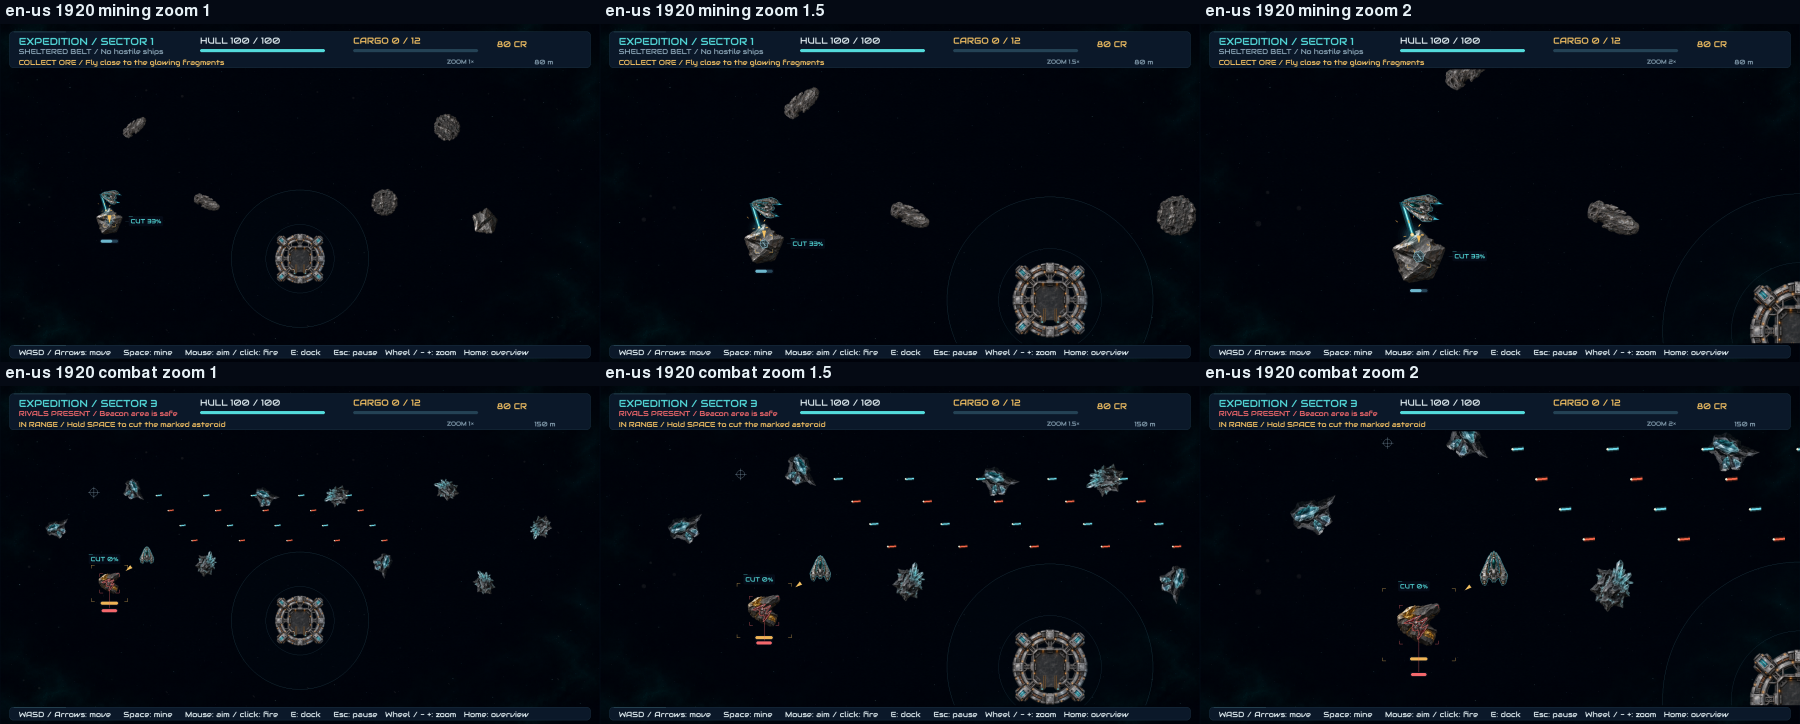 en-us 1920 mining zoom 1
EXPEDITION / SECTOR 1
SHELTERED BELT / No hostile ships
COLLECT ORE / Fly close to the glowing fragments
HULL 100 / 100
CARGO 0 / 12
80 CR
ZOOM 1×
80 m
CUT 33%
WASD / Arrows: move Space: mine Mouse: aim / click: fire E: dock Esc: pause Wheel / - +: zoom Home: overview
en-us 1920 mining zoom 1.5
EXPEDITION / SECTOR 1
SHELTERED BELT / No hostile ships
COLLECT ORE / Fly close to the glowing fragments
HULL 100 / 100
CARGO 0 / 12
80 CR
ZOOM 1.5×
80 m
CUT 33%
WASD / Arrows: move Space: mine Mouse: aim / click: fire E: dock Esc: pause Wheel / - +: zoom Home: overview
en-us 1920 mining zoom 2
EXPEDITION / SECTOR 1
SHELTERED BELT / No hostile ships
COLLECT ORE / Fly close to the glowing fragments
HULL 100 / 100
CARGO 0 / 12
80 CR
ZOOM 2×
80 m
CUT 33%
WASD / Arrows: move Space: mine Mouse: aim / click: fire E: dock Esc: pause Wheel / - +: zoom Home: overview
en-us 1920 combat zoom 1
EXPEDITION / SECTOR 3
RIVALS PRESENT / Beacon area is safe
IN RANGE / Hold SPACE to cut the marked asteroid
HULL 100 / 100
CARGO 0 / 12
80 CR
ZOOM 1×
150 m
CUT 0%
WASD / Arrows: move Space: mine Mouse: aim / click: fire E: dock Esc: pause Wheel / - +: zoom Home: overview
en-us 1920 combat zoom 1.5
EXPEDITION / SECTOR 3
RIVALS PRESENT / Beacon area is safe
IN RANGE / Hold SPACE to cut the marked asteroid
HULL 100 / 100
CARGO 0 / 12
80 CR
ZOOM 1.5×
150 m
CUT 0%
WASD / Arrows: move Space: mine Mouse: aim / click: fire E: dock Esc: pause Wheel / - +: zoom Home: overview
en-us 1920 combat zoom 2
EXPEDITION / SECTOR 3
RIVALS PRESENT / Beacon area is safe
IN RANGE / Hold SPACE to cut the marked asteroid
HULL 100 / 100
CARGO 0 / 12
80 CR
ZOOM 2×
150 m
CUT 0%
WASD / Arrows: move Space: mine Mouse: aim / click: fire E: dock Esc: pause Wheel / - +: zoom Home: overview